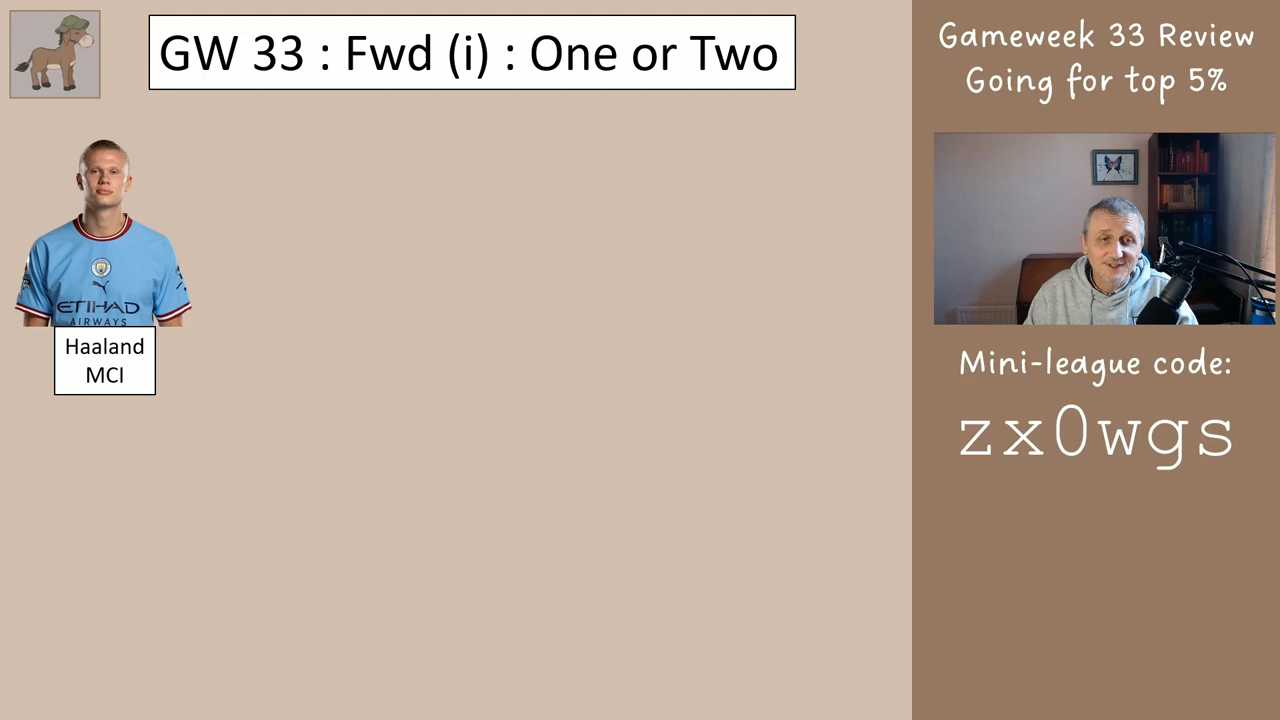 GW 33 : Fwd (i) : One or Two
Gameweek 33 Review
Going for top 5%
ETIHAD
AIRWAYS
Haaland
MCI
Mini-league code:
zx0wgs